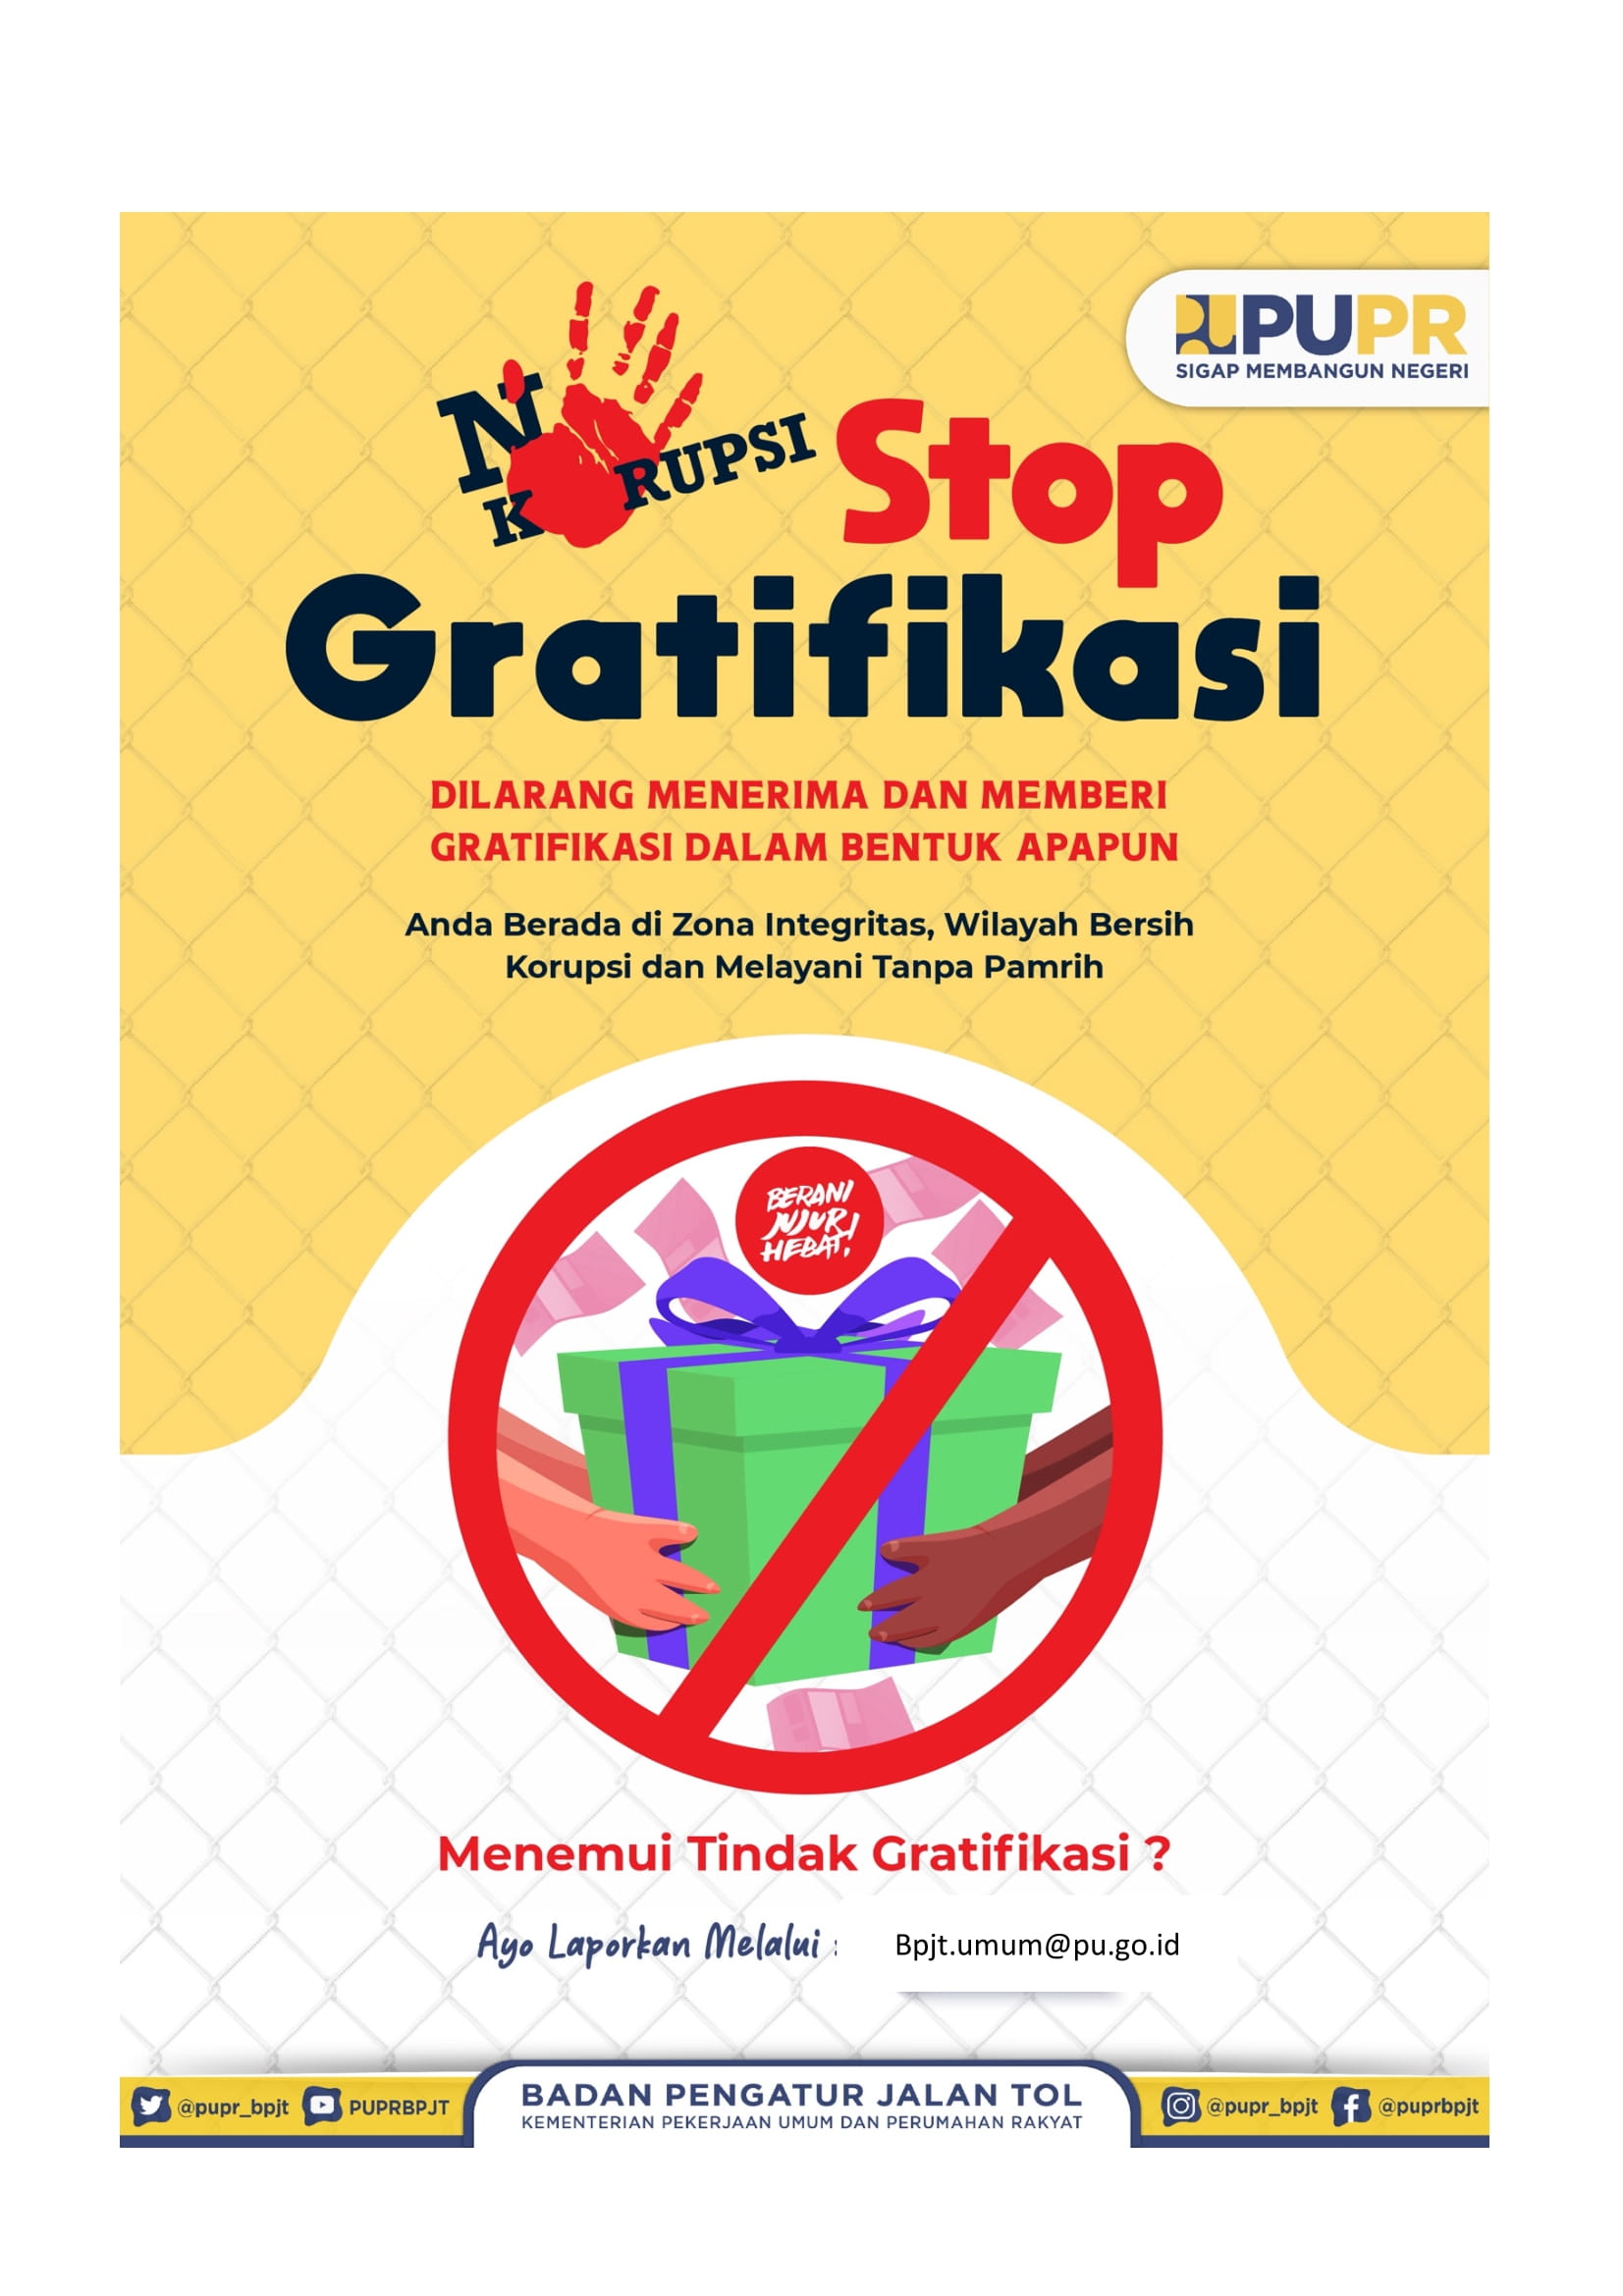 NO KORUPSI
Stop
Gratifikasi
PUPR
SIGAP MEMBANGUN NEGERI
DILARANG MENERIMA DAN MEMBERI
GRATIFIKASI DALAM BENTUK APAPUN
Anda Berada di Zona Integritas, Wilayah Bersih
Korupsi dan Melayani Tanpa Pamrih
BERANI
JUJUR
HEBAT!
Menemui Tindak Gratifikasi ?
Ayo Laporkan Melalui : Bpjt.umum@pu.go.id
@pupr_bpjt PUPRBPJT
BADAN PENGATUR JALAN TOL
KEMENTERIAN PEKERJAAN UMUM DAN PERUMAHAN RAKYAT
@pupr_bpjt @puprbpjt